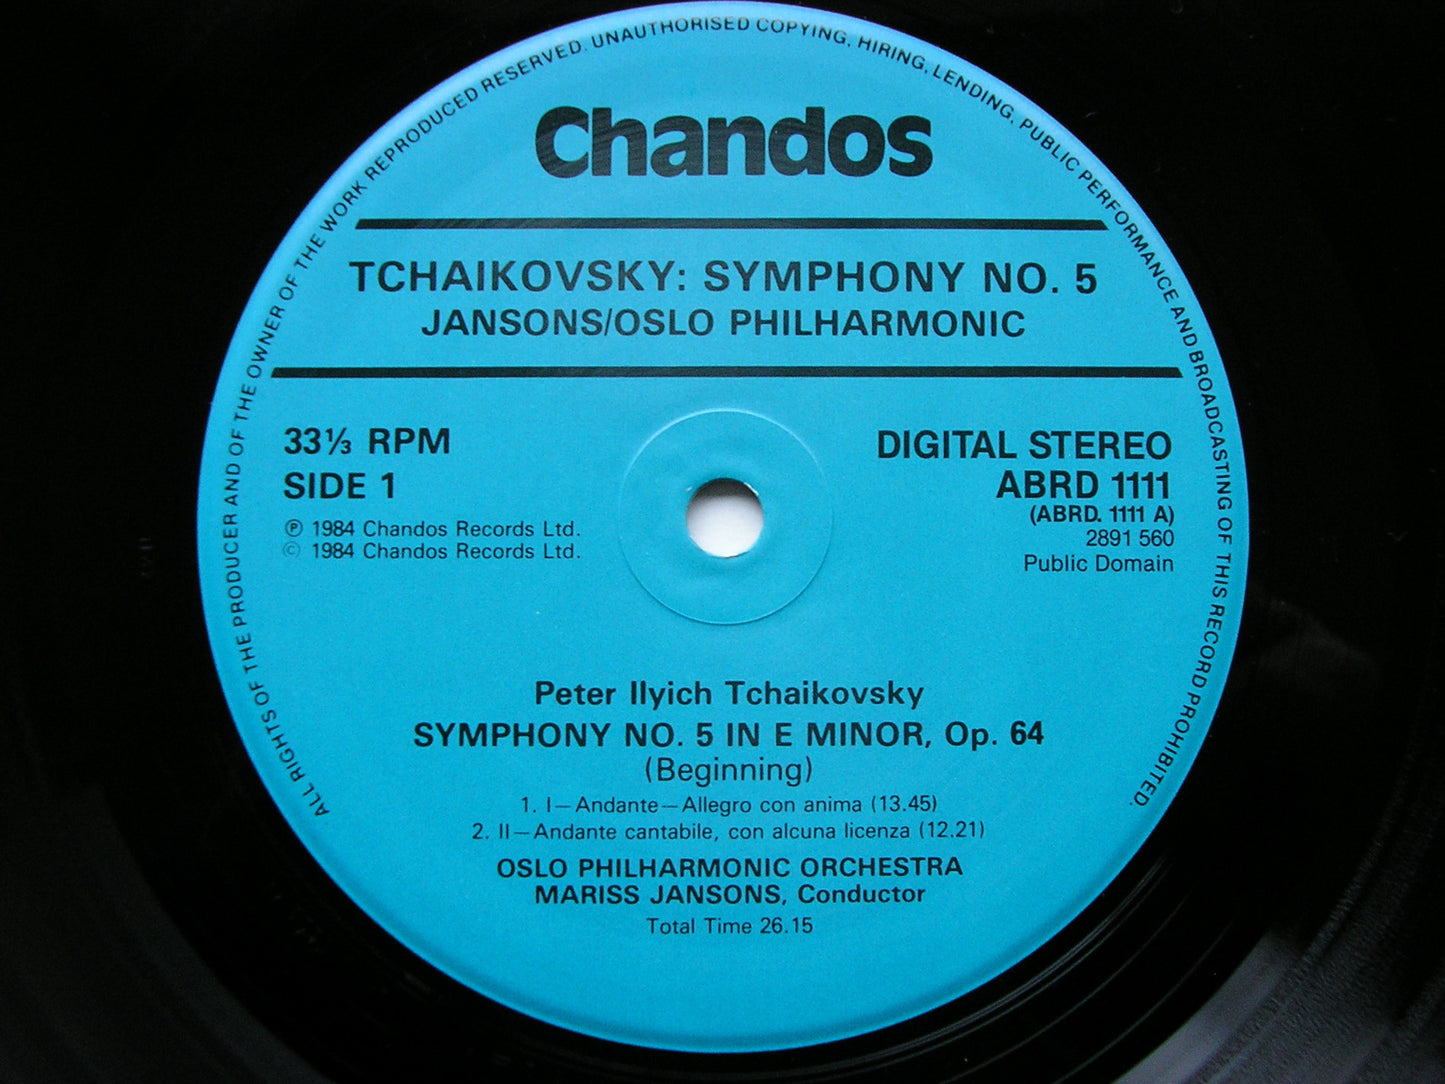 ALL RIGHTS OF THE PRODUCER AND OF THE OWNER OF THE WORK REPRODUCED RESERVED. UNAUTHORISED COPYING, HIRING, LENDING, PUBLIC PERFORMANCE AND BROADCASTING OF THIS RECORD PROHIBITED.
Chandos
TCHAIKOVSKY: SYMPHONY NO. 5
JANSONS/OSLO PHILHARMONIC
33⅓ RPM
SIDE 1
℗ 1984 Chandos Records Ltd.
© 1984 Chandos Records Ltd.
DIGITAL STEREO
ABRD 1111
(ABRD. 1111 A)
2891 560
Public Domain
Peter Ilyich Tchaikovsky
SYMPHONY NO. 5 IN E MINOR, Op. 64
(Beginning)
1. I—Andante—Allegro con anima (13.45)
2. II—Andante cantabile, con alcuna licenza (12.21)
OSLO PHILHARMONIC ORCHESTRA
MARISS JANSONS, Conductor
Total Time 26.15